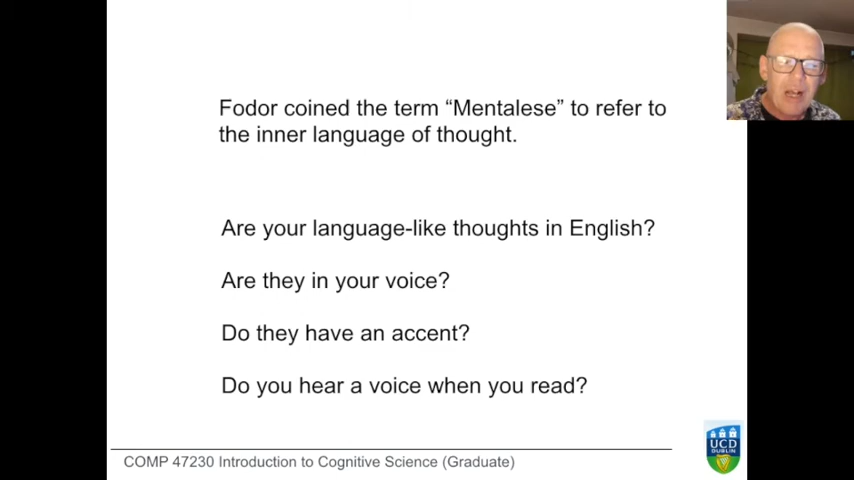 Fodor coined the term “Mentalese” to refer to
the inner language of thought.
Are your language-like thoughts in English?
Are they in your voice?
Do they have an accent?
Do you hear a voice when you read?
COMP 47230 Introduction to Cognitive Science (Graduate)
UCD
DUBLIN